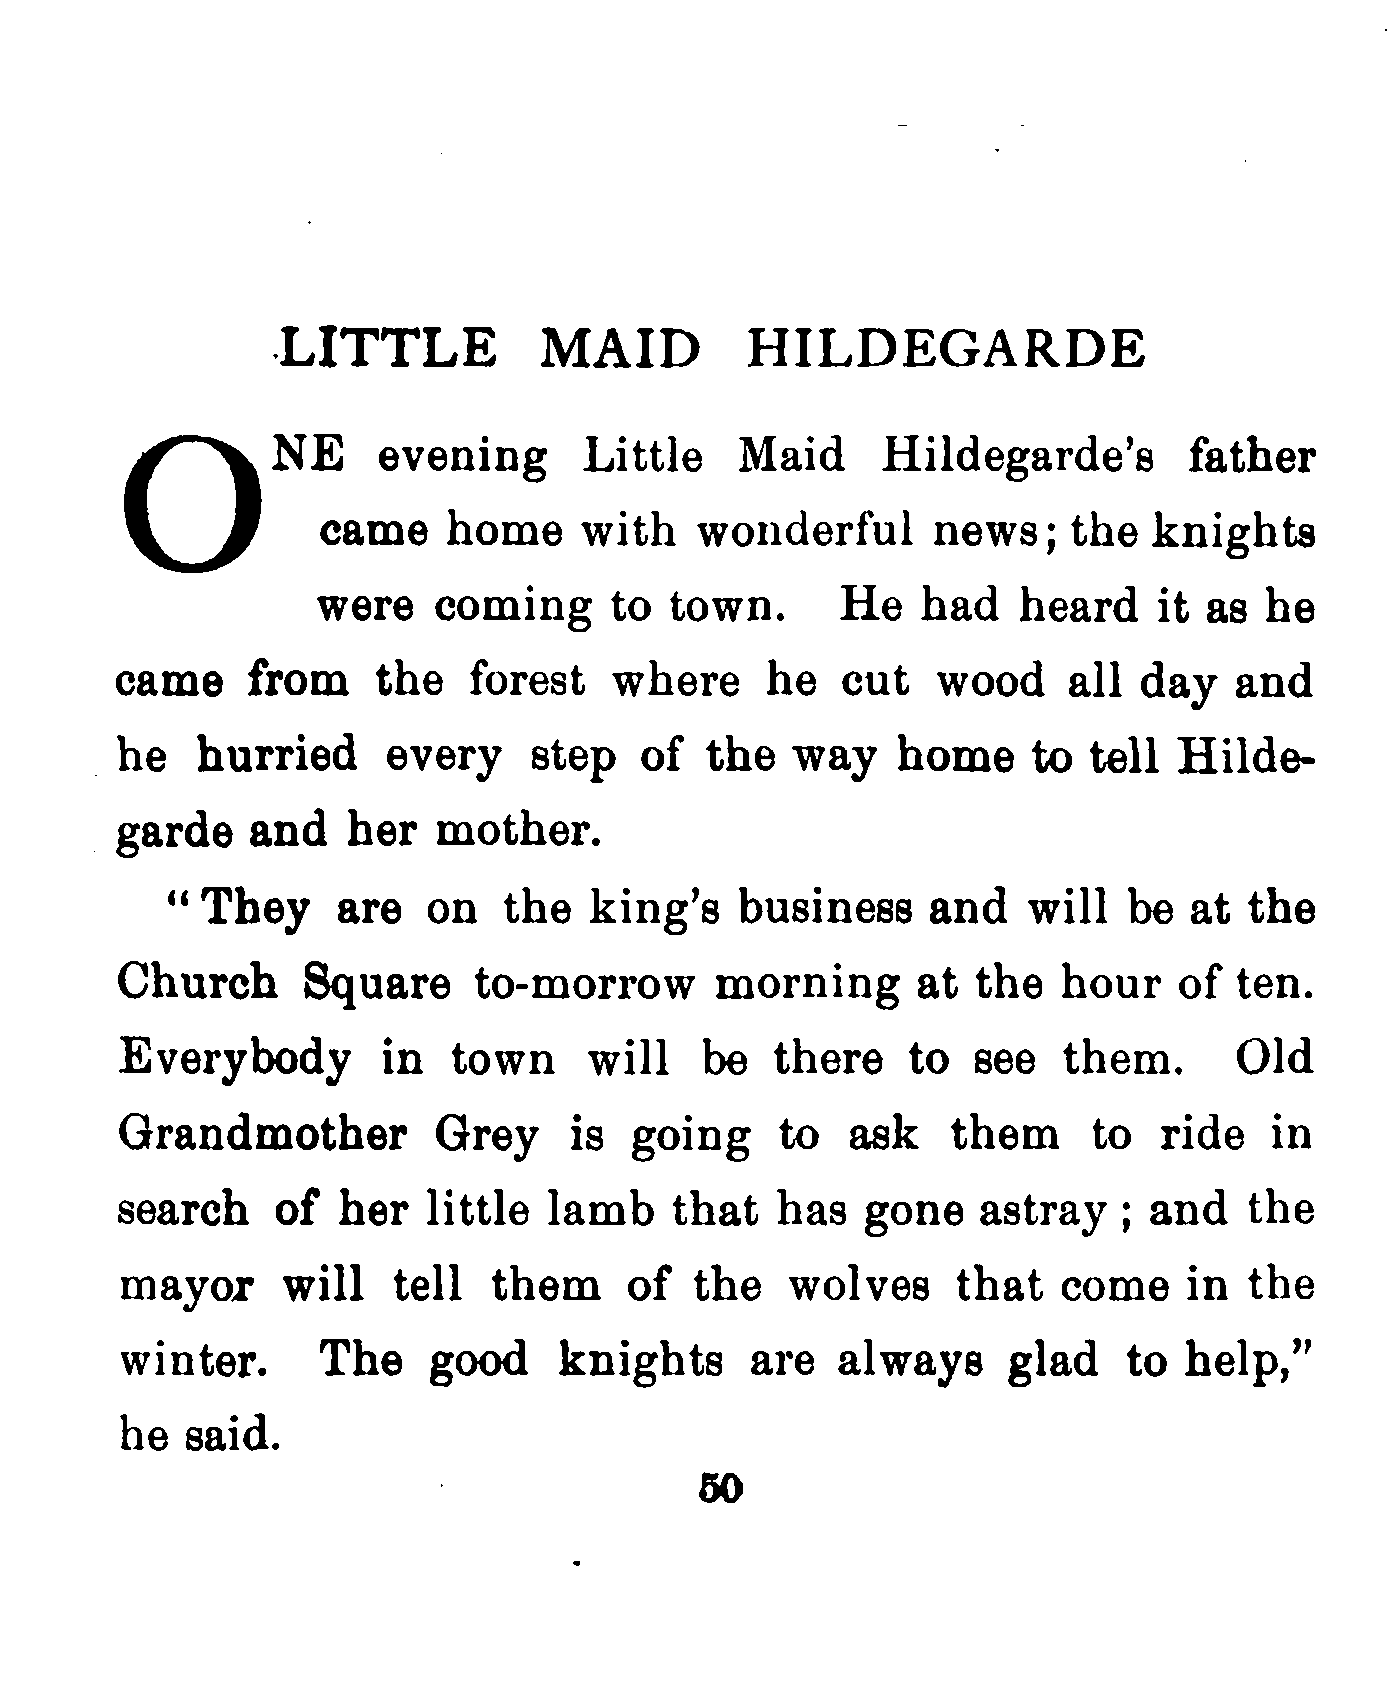 LITTLE MAID HILDEGARDE
ONE evening Little Maid Hildegarde's father
came home with wonderful news; the knights
were coming to town. He had heard it as he
came from the forest where he cut wood all day and
he hurried every step of the way home to tell Hilde-
garde and her mother.
"They are on the king's business and will be at the
Church Square to-morrow morning at the hour of ten.
Everybody in town will be there to see them. Old
Grandmother Grey is going to ask them to ride in
search of her little lamb that has gone astray; and the
mayor will tell them of the wolves that come in the
winter. The good knights are always glad to help,"
he said.
50